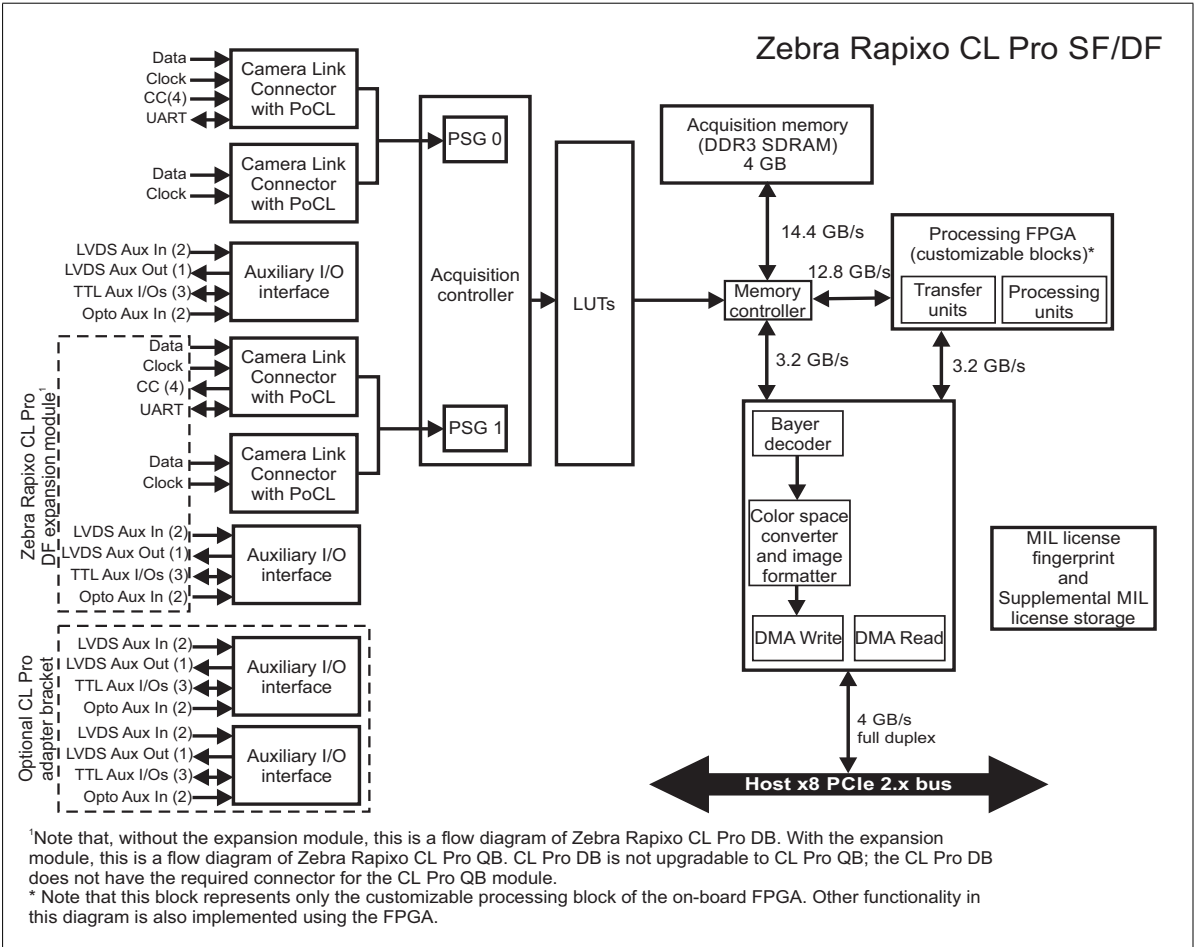 Zebra Rapixo CL Pro SF/DF
Data
Clock
CC(4)
UART
Camera Link
Connector
with PoCL
Data
Clock
Camera Link
Connector
with PoCL
LVDS Aux In (2)
LVDS Aux Out (1)
TTL Aux I/Os (3)
Opto Aux In (2)
Auxiliary I/O
interface
Zebra Rapixo CL Pro
DF expansion module¹
Data
Clock
CC (4)
UART
Camera Link
Connector
with PoCL
Data
Clock
Camera Link
Connector
with PoCL
LVDS Aux In (2)
LVDS Aux Out (1)
TTL Aux I/Os (3)
Opto Aux In (2)
Auxiliary I/O
interface
Optional CL Pro
adapter bracket
LVDS Aux In (2)
LVDS Aux Out (1)
TTL Aux I/Os (3)
Opto Aux In (2)
Auxiliary I/O
interface
LVDS Aux In (2)
LVDS Aux Out (1)
TTL Aux I/Os (3)
Opto Aux In (2)
Auxiliary I/O
interface
PSG 0
Acquisition
controller
PSG 1
LUTs
Acquisition memory
(DDR3 SDRAM)
4 GB
14.4 GB/s
Memory
controller
12.8 GB/s
Processing FPGA
(customizable blocks)*
Transfer
units
Processing
units
3.2 GB/s
3.2 GB/s
Bayer
decoder
Color space
converter
and image
formatter
DMA Write
DMA Read
MIL license
fingerprint
and
Supplemental MIL
license storage
4 GB/s
full duplex
Host x8 PCIe 2.x bus
¹Note that, without the expansion module, this is a flow diagram of Zebra Rapixo CL Pro DB. With the expansion
module, this is a flow diagram of Zebra Rapixo CL Pro QB. CL Pro DB is not upgradable to CL Pro QB; the CL Pro DB
does not have the required connector for the CL Pro QB module.
* Note that this block represents only the customizable processing block of the on-board FPGA. Other functionality in
this diagram is also implemented using the FPGA.